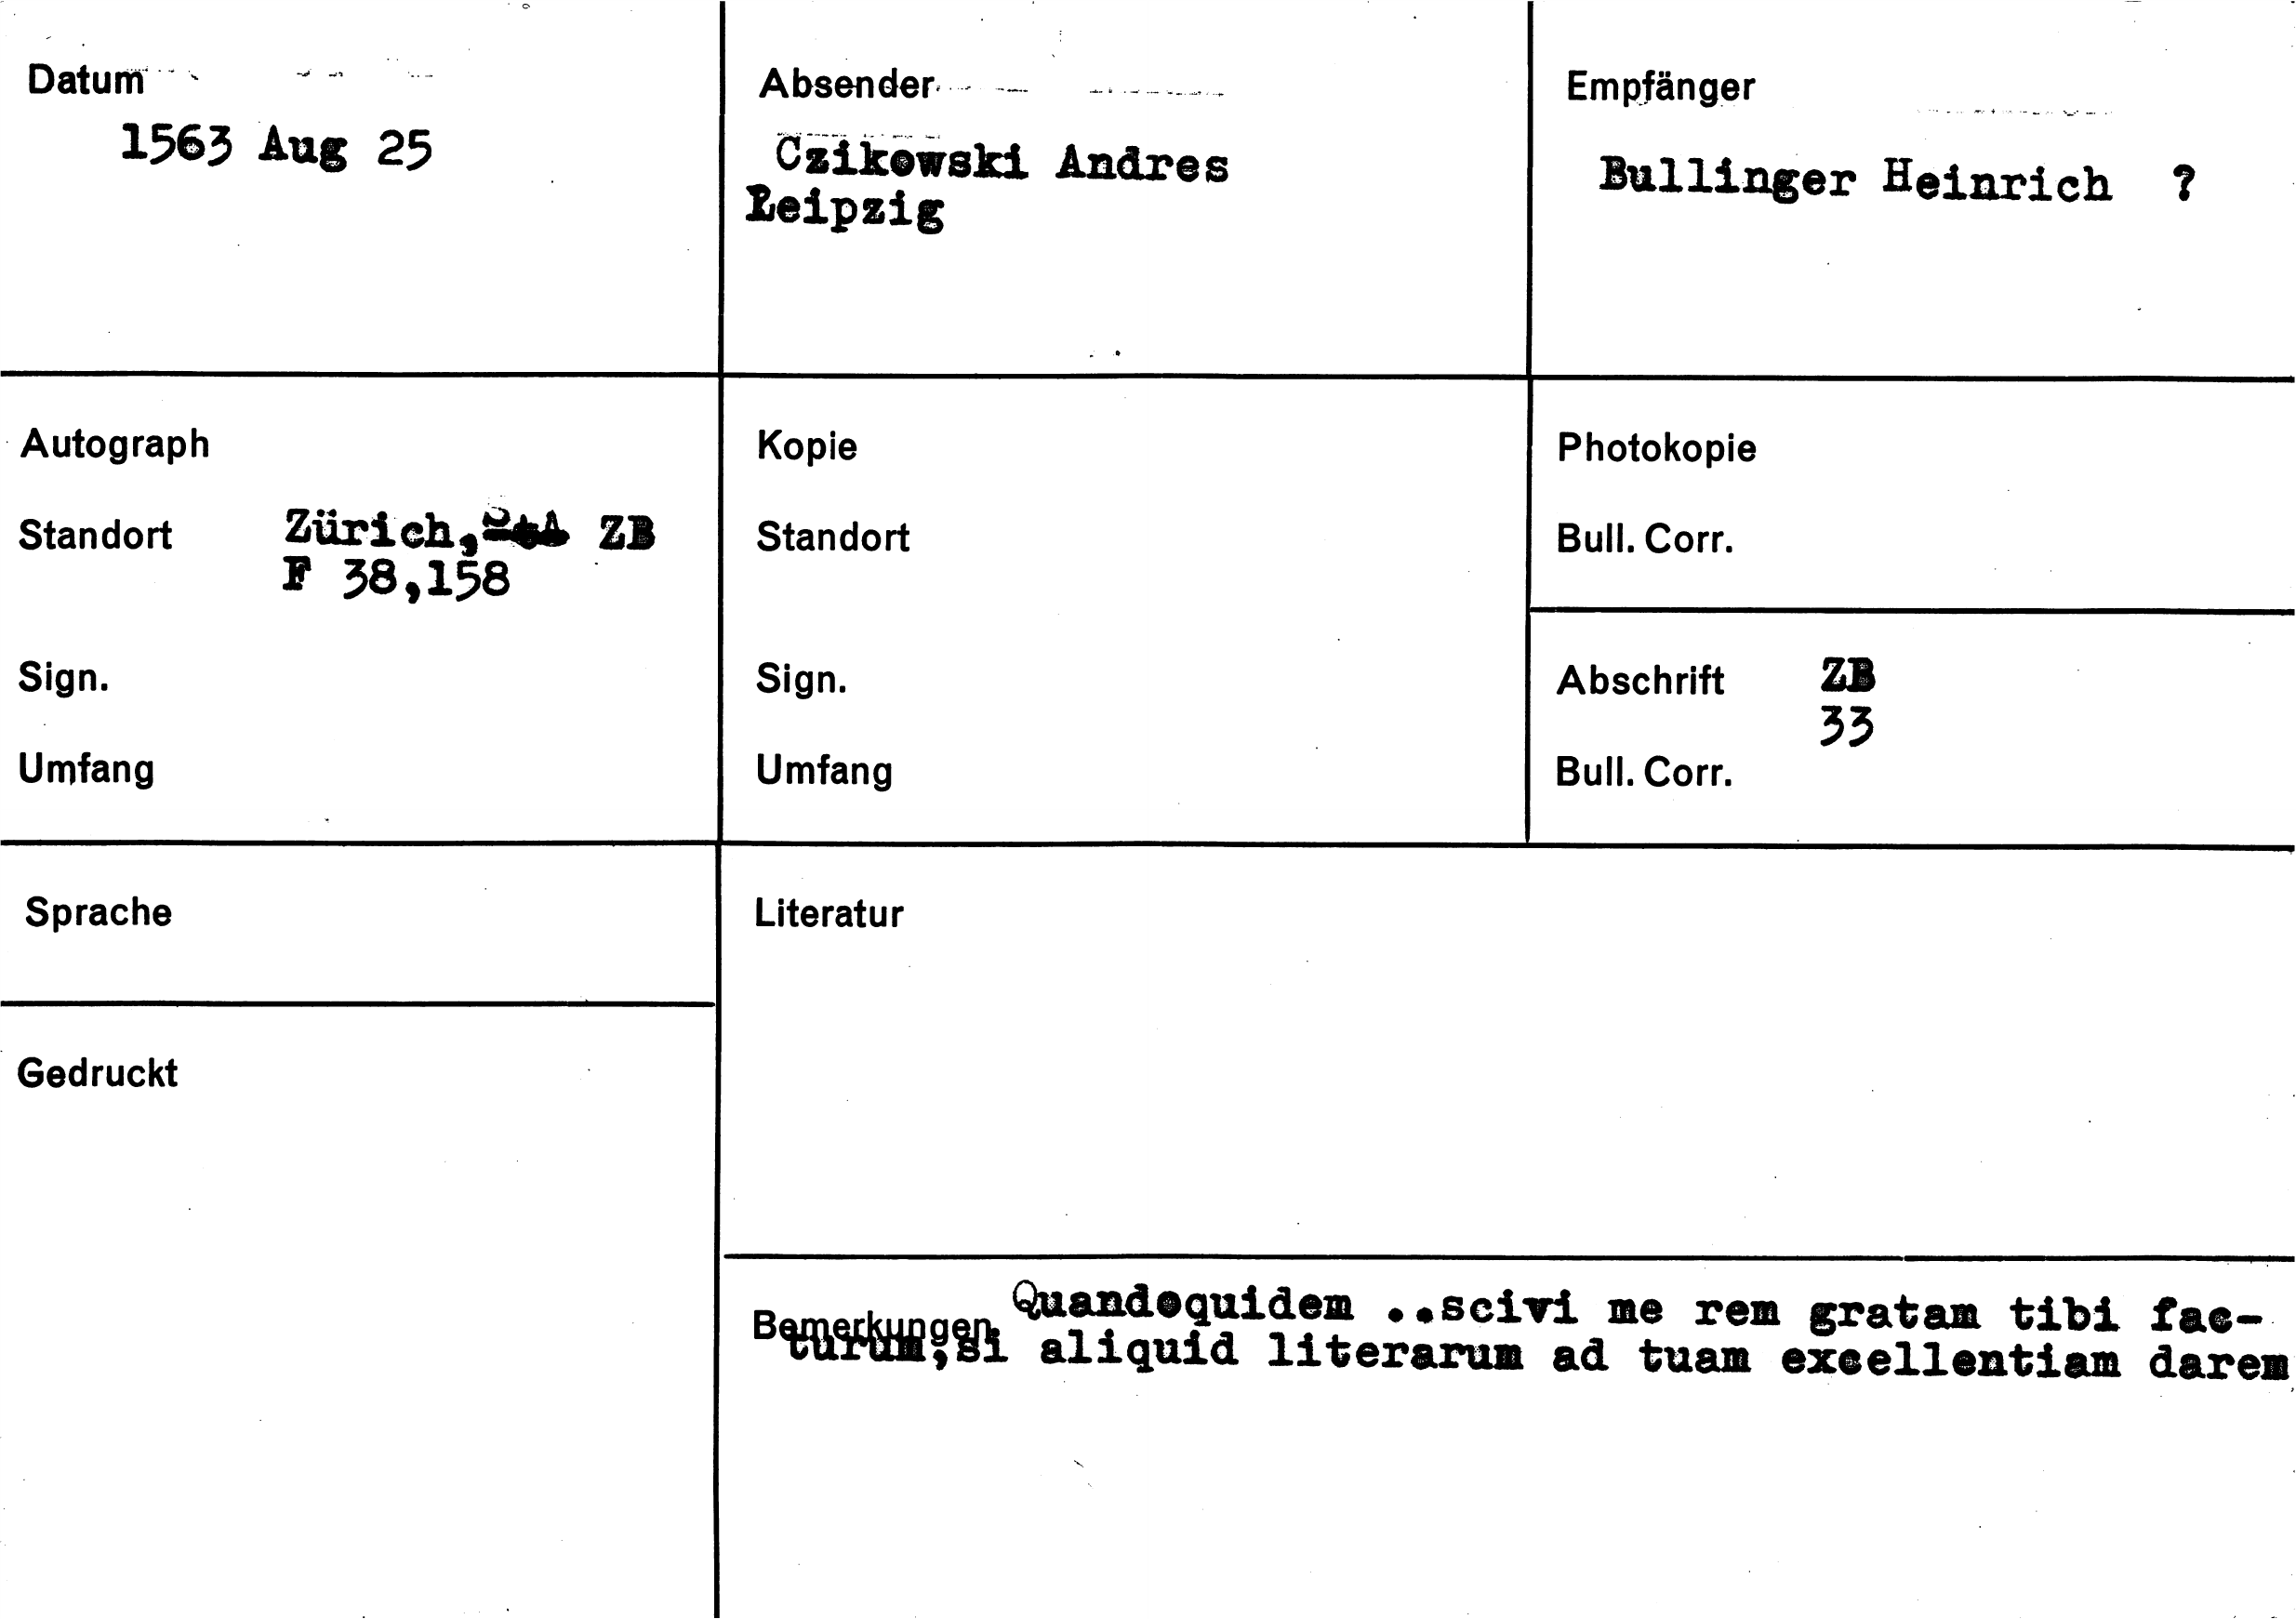 Datum
1563 Aug 25
Absender
Czikowski Andres
Leipzig
Empfänger
Bullinger Heinrich ?
Autograph
Standort Zürich, ZB
F 38,158
Sign.
Umfang
Kopie
Standort
Sign.
Umfang
Photokopie
Bull. Corr.
Abschrift ZB
33
Bull. Corr.
Sprache
Gedruckt
Literatur
Bemerkungen Quandoquidem ..scivi me rem gratam tibi fac-
turum,si aliquid literarum ad tuam excellentiam darem